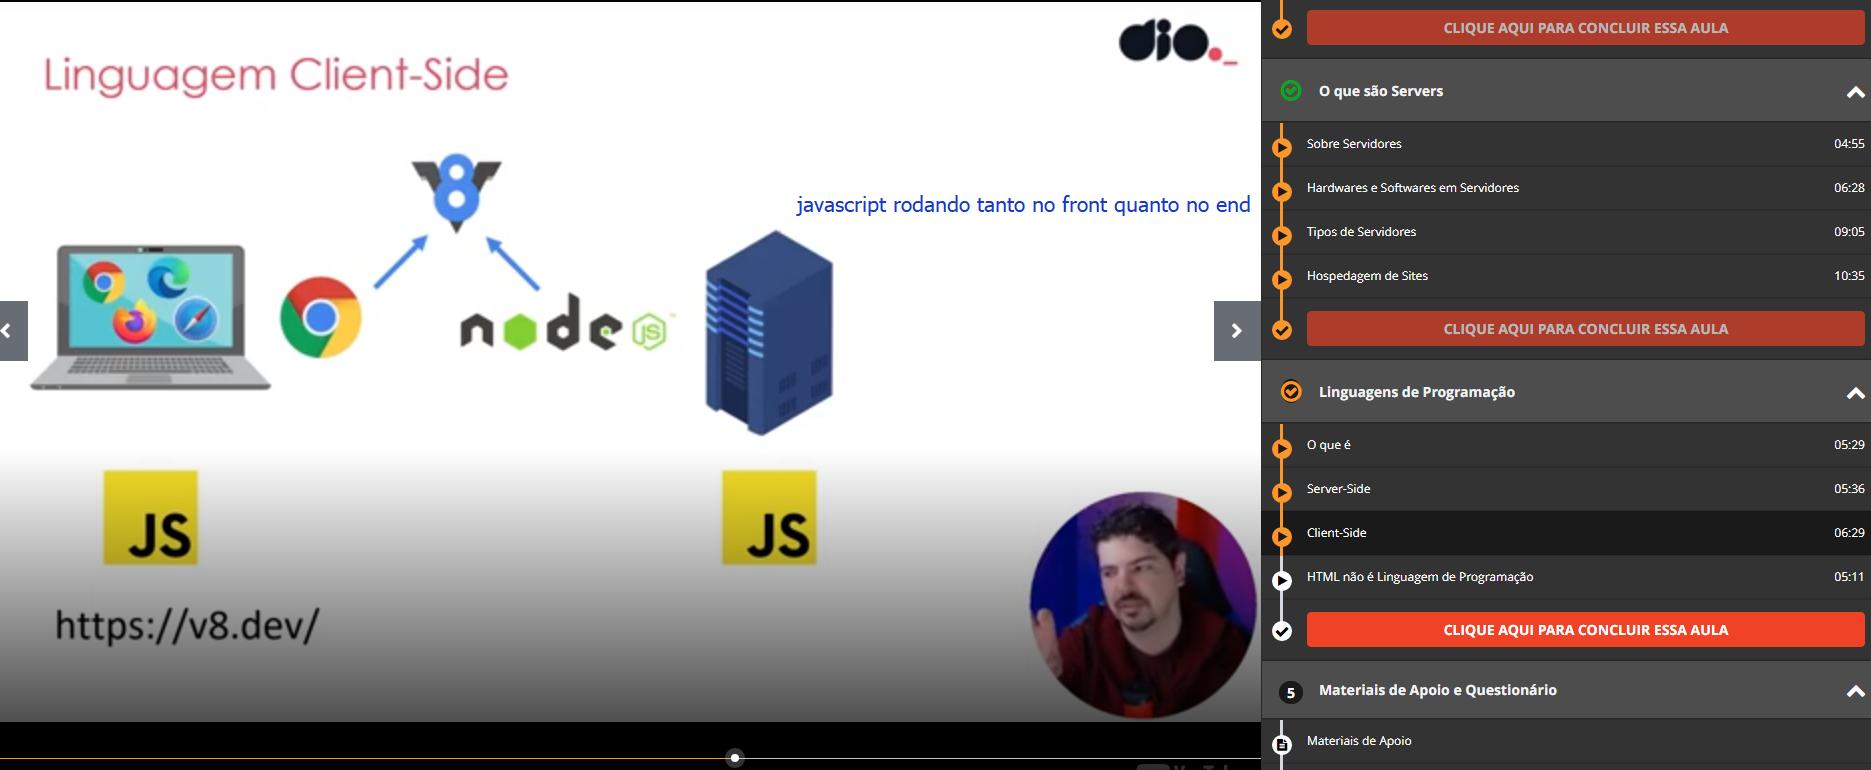 dio._
Linguagem Client-Side
8
javascript rodando tanto no front quanto no end
node JS ™
JS
JS
https://v8.dev/
CLIQUE AQUI PARA CONCLUIR ESSA AULA
O que são Servers
Sobre Servidores 04:55
Hardwares e Softwares em Servidores 06:28
Tipos de Servidores 09:05
Hospedagem de Sites 10:35
CLIQUE AQUI PARA CONCLUIR ESSA AULA
Linguagens de Programação
O que é 05:29
Server-Side 05:36
Client-Side 06:29
HTML não é Linguagem de Programação 05:11
CLIQUE AQUI PARA CONCLUIR ESSA AULA
5 Materiais de Apoio e Questionário
Materiais de Apoio